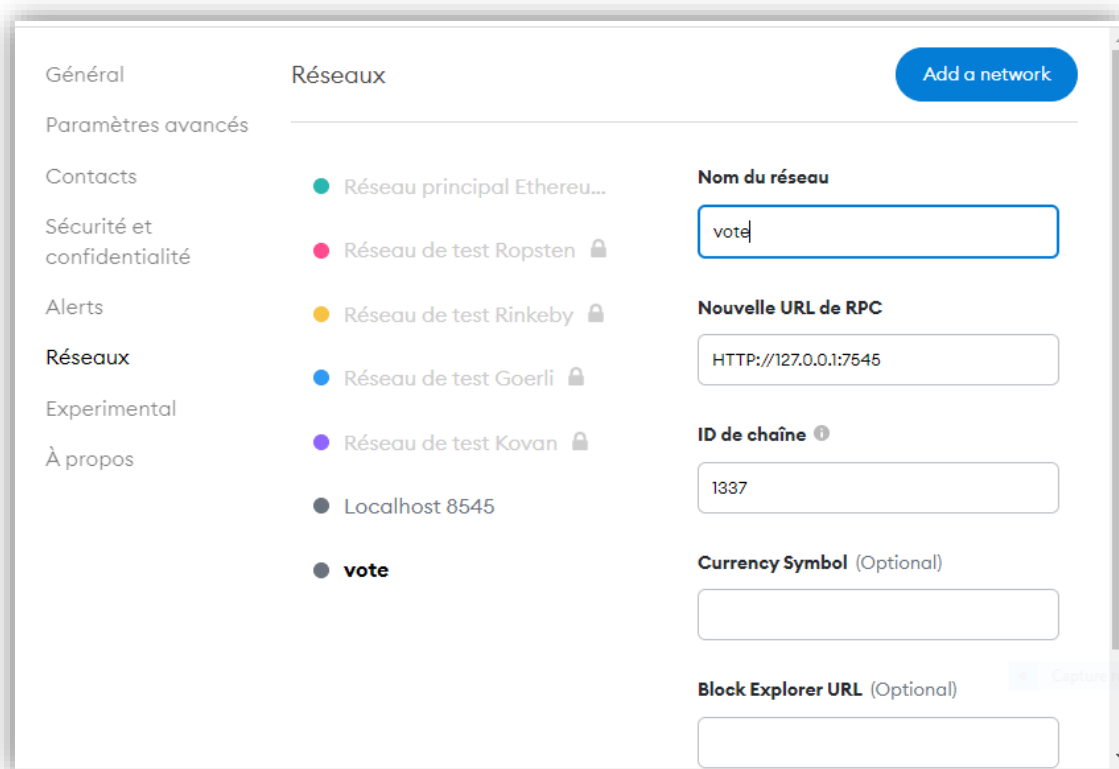 Général
Paramètres avancés
Contacts
Sécurité et
confidentialité
Alerts
Réseaux
Experimental
À propos
Réseaux
Add a network
Réseau principal Ethereu...
Réseau de test Ropsten
Réseau de test Rinkeby
Réseau de test Goerli
Réseau de test Kovan
Localhost 8545
vote
Nom du réseau
vote
Nouvelle URL de RPC
HTTP://127.0.0.1:7545
ID de chaîne
1337
Currency Symbol (Optional)
Block Explorer URL (Optional)
Capture